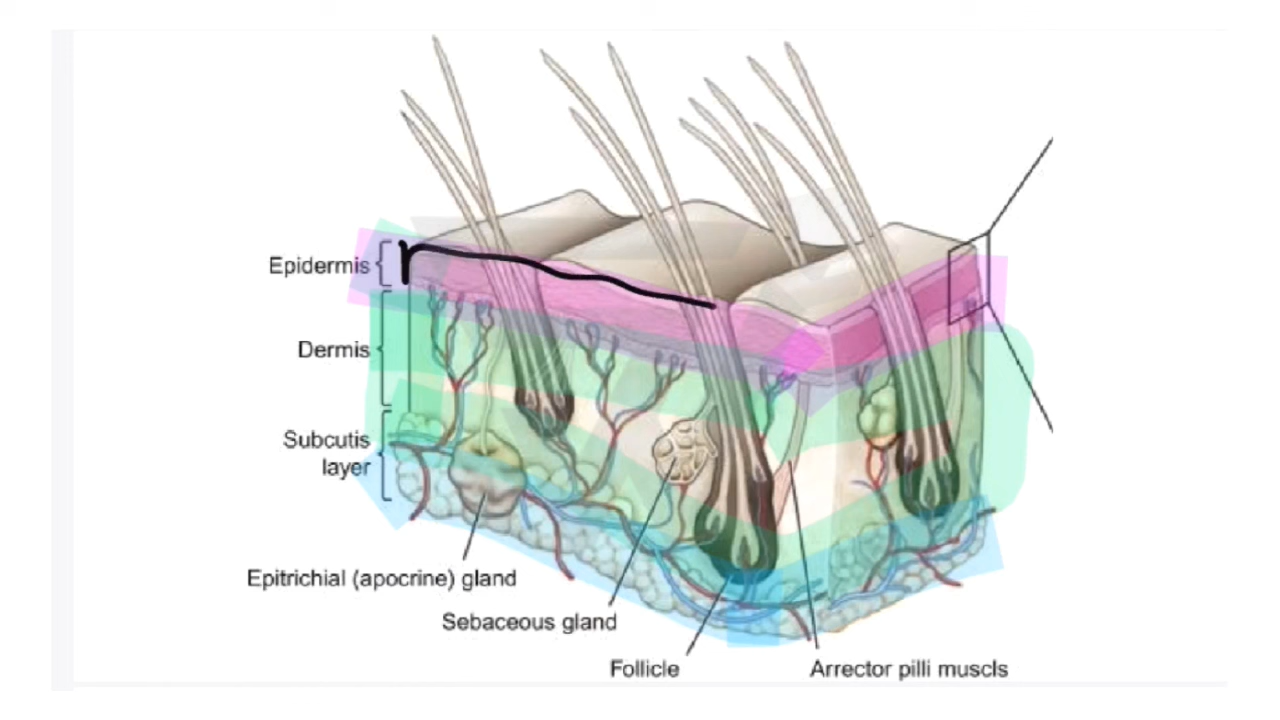 Epidermis
Dermis
Subcutis
layer
Epitrichial (apocrine) gland
Sebaceous gland
Follicle
Arrector pilli muscls